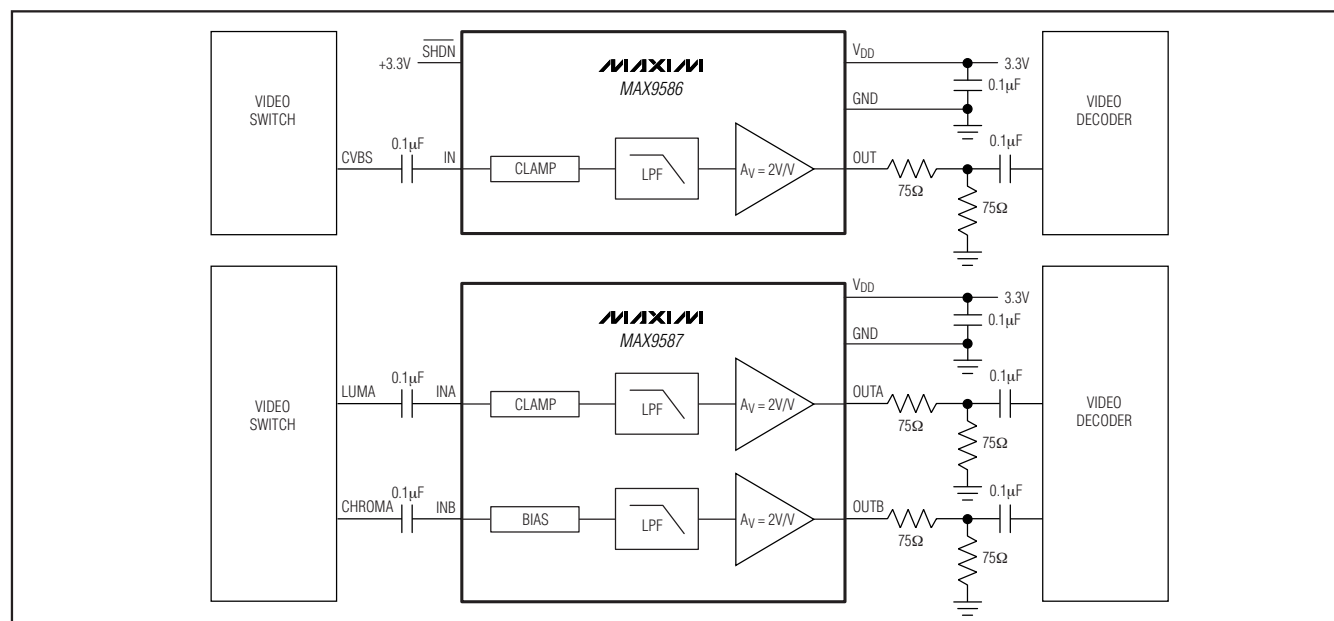 SHDN
+3.3V
MAXIM
MAX9586
VDD
3.3V
0.1µF
GND
VIDEO
SWITCH
VIDEO
DECODER
CVBS
0.1µF
IN
CLAMP
LPF
AV = 2V/V
OUT
75Ω
0.1µF
75Ω
MAXIM
MAX9587
VDD
3.3V
0.1µF
GND
VIDEO
SWITCH
VIDEO
DECODER
LUMA
0.1µF
INA
CLAMP
LPF
AV = 2V/V
OUTA
75Ω
0.1µF
75Ω
CHROMA
0.1µF
INB
BIAS
LPF
AV = 2V/V
OUTB
75Ω
0.1µF
75Ω